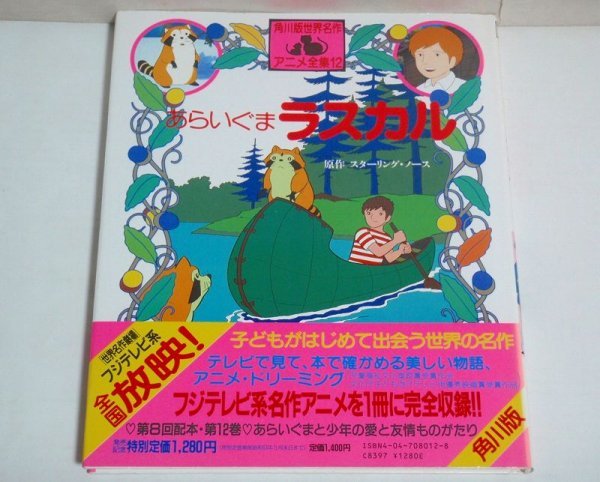 角川版世界名作
アニメ全集12
あらいぐま ラスカル
原作 スターリング・ノース
世界名作劇場
フジテレビ系
全国放映!
子どもがはじめて出会う世界の名作
テレビで見て、本で確かめる美しい物語、
アニメ・ドリーミング
フジテレビ系名作アニメを1冊に完全収録!!
♡第8回配本・第12巻♡あらいぐまと少年の愛と友情ものがたり
発売記念 特別定価1,280円
定価1,400円
ISBN4-04-708012-8
C8397 ¥1280E
角川版